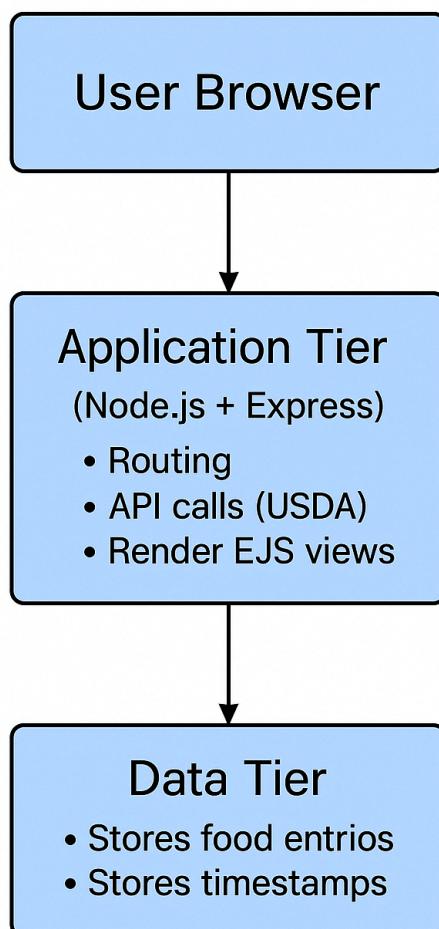 User Browser
Application Tier
(Node.js + Express)
• Routing
• API calls (USDA)
• Render EJS views
Data Tier
• Stores food entrios
• Stores timestamps